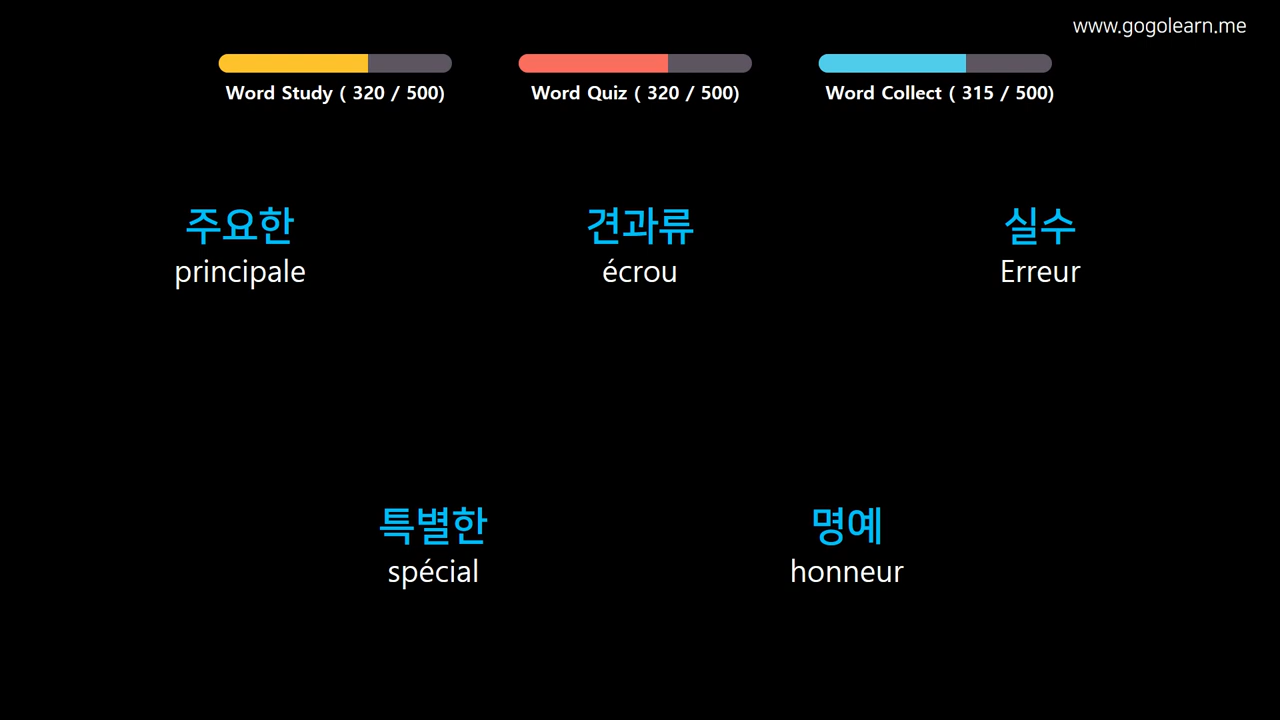 www.gogolearn.me
Word Study ( 320 / 500)
Word Quiz ( 320 / 500)
Word Collect ( 315 / 500)
주요한
principale
견과류
écrou
실수
Erreur
특별한
spécial
명예
honneur